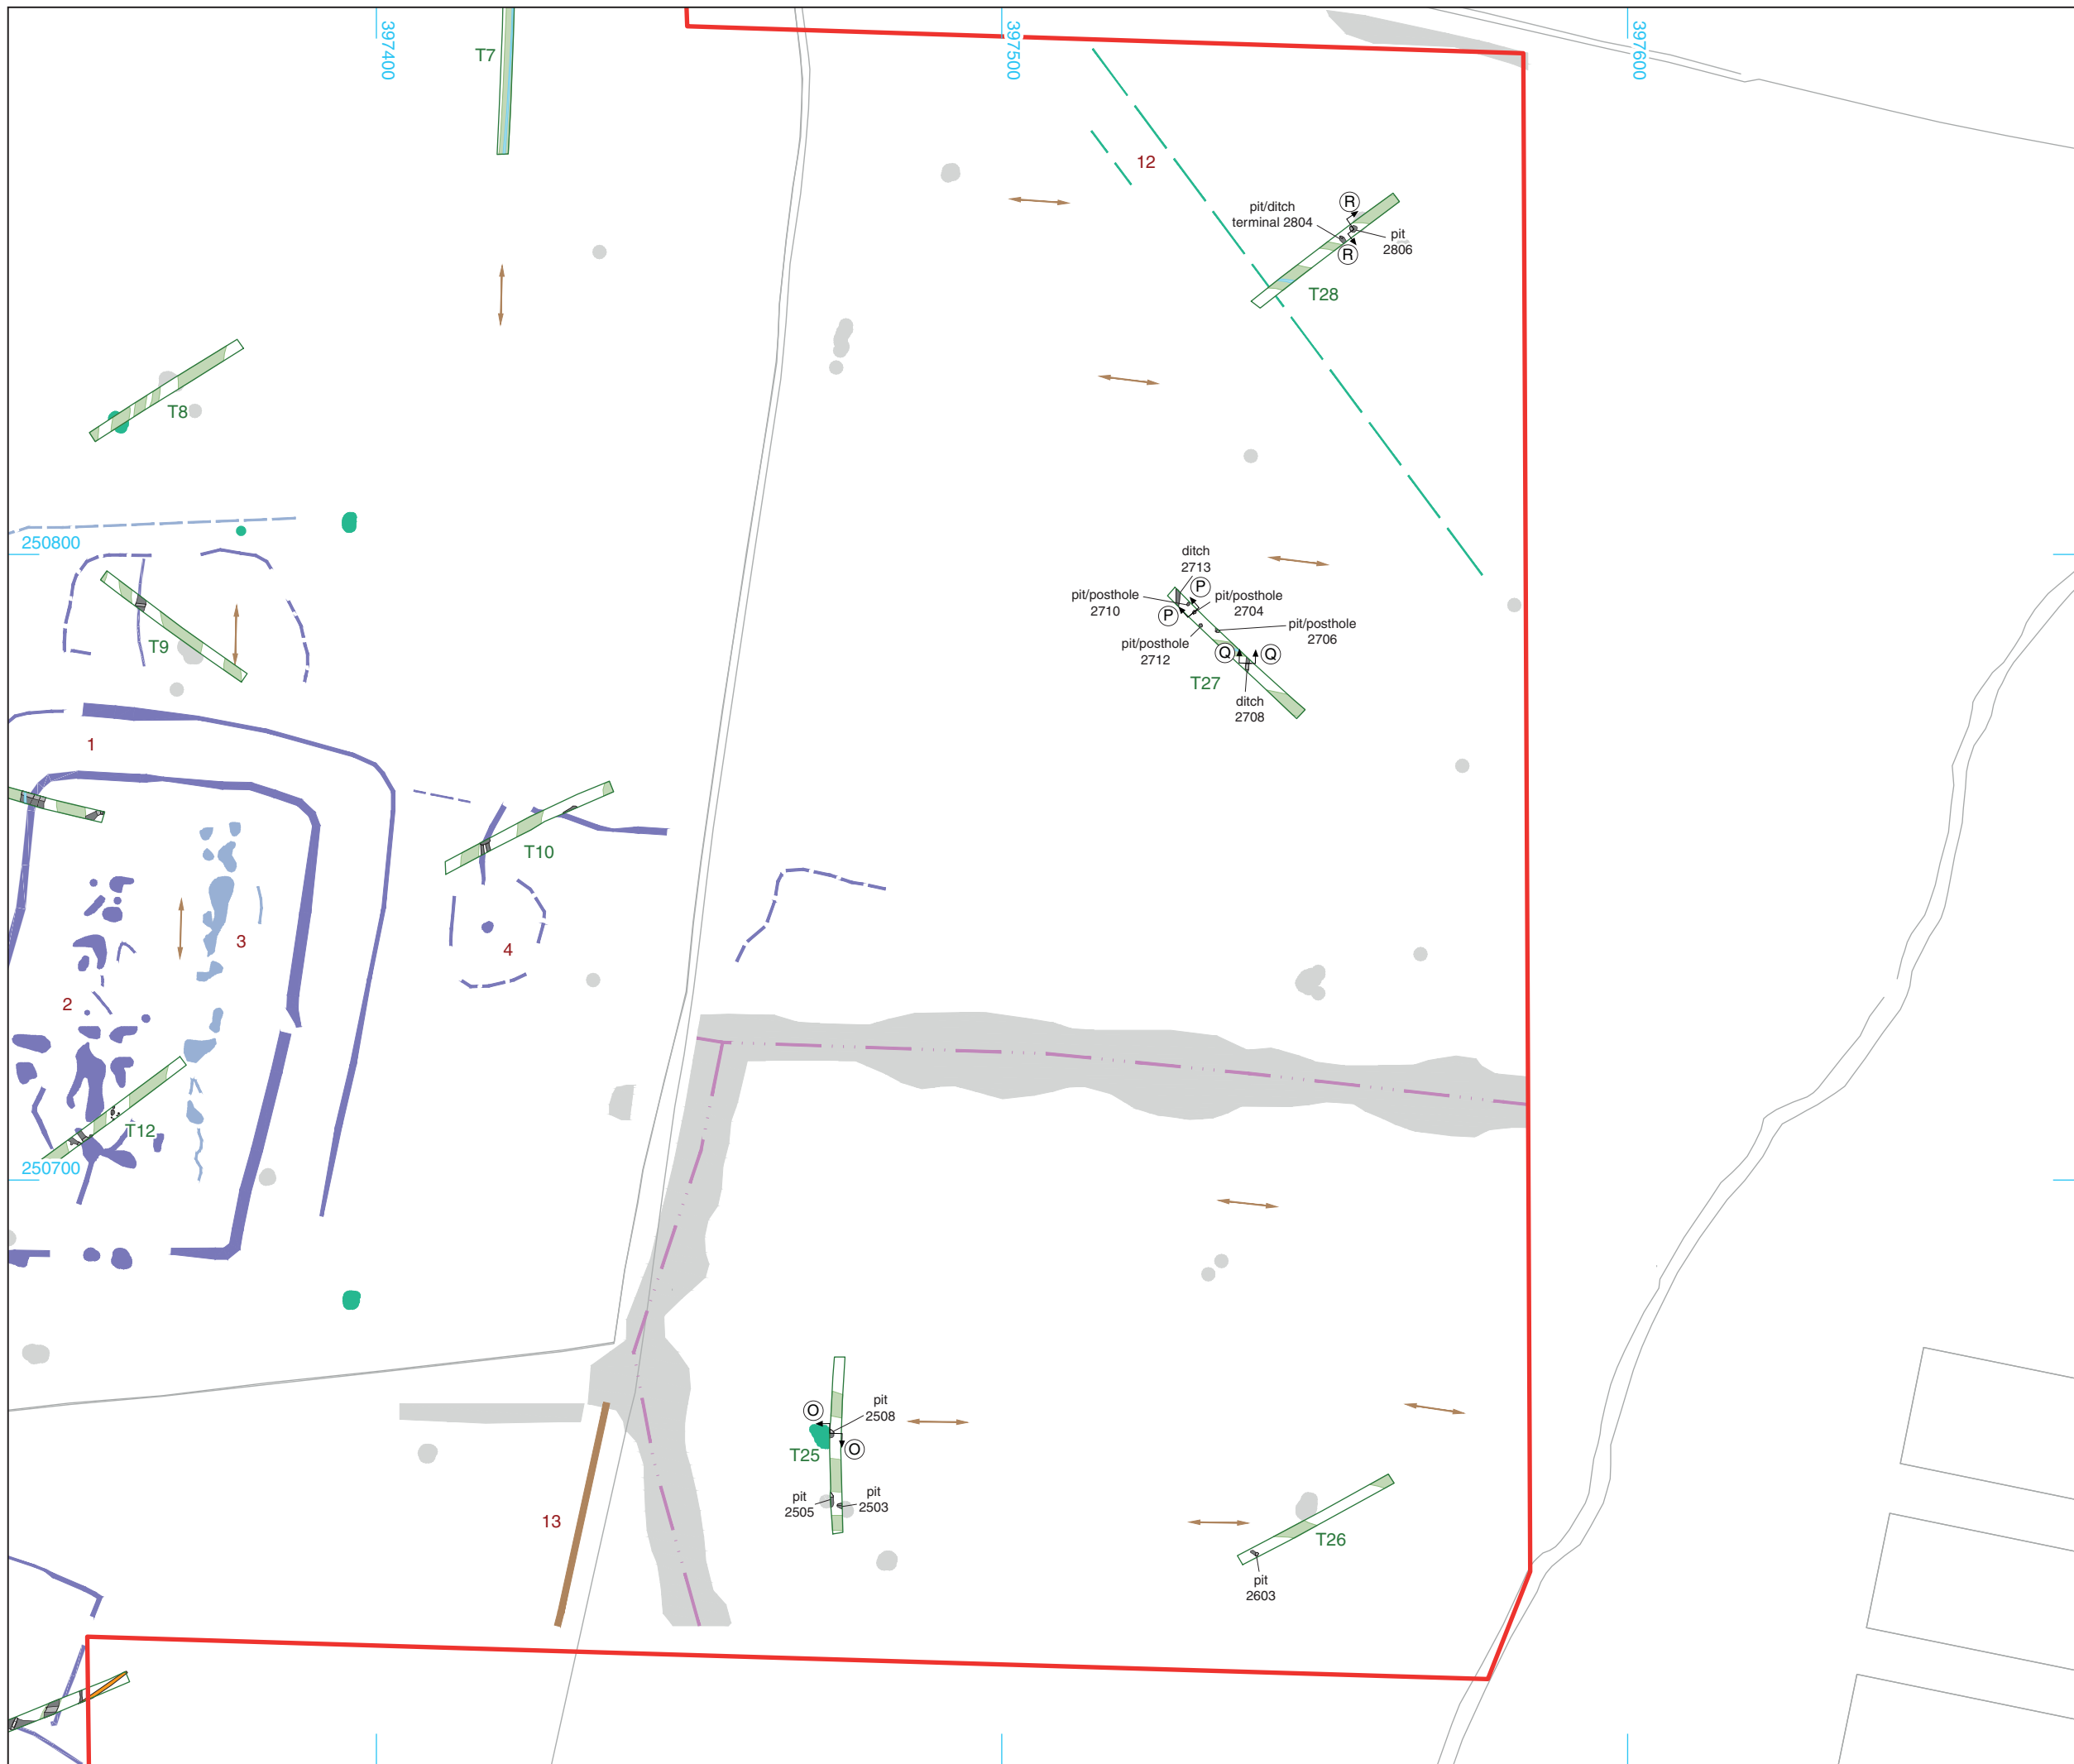 397400
397500
397600
T7
12
R
pit/ditch
terminal 2804
pit
2806
R
T28
T8
250800
ditch
2713
P
pit/posthole
2710
pit/posthole
2704
P
pit/posthole
2706
pit/posthole
2712
Q
Q
T9
T27
ditch
2708
1
T10
3
4
2
T12
250700
pit
2508
O
O
T25
pit
2505
pit
2503
13
T26
pit
2603